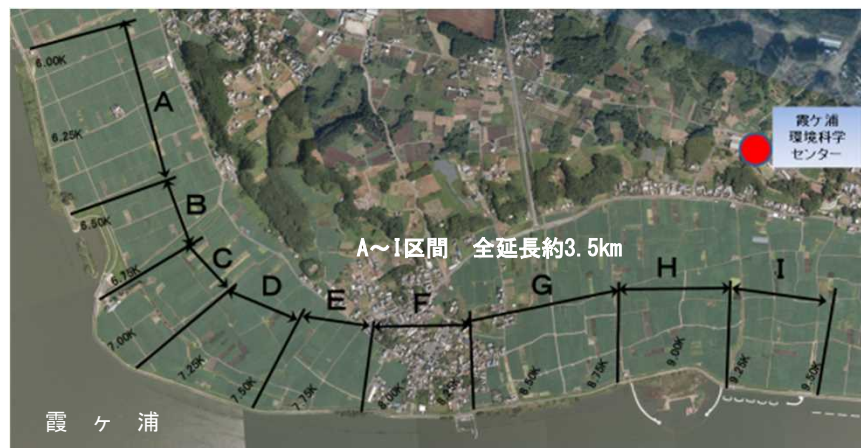 6.00K
A
6.25K
6.50K
B
6.75K
C
7.00K
D
7.25K
7.50K
E
7.75K
F
8.00K
8.25K
G
8.50K
8.75K
H
9.00K
9.25K
I
9.50K
A～I区間 全延長約3.5km
霞ケ浦
環境科学
センター
霞ヶ浦